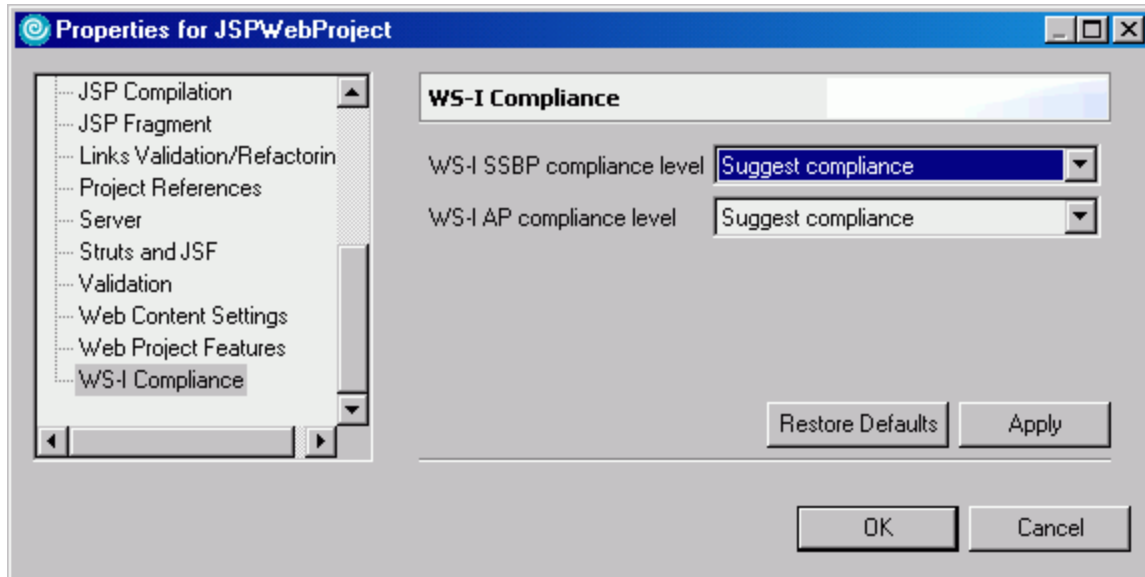 Properties for JSPWebProject
JSP Compilation
JSP Fragment
Links Validation/Refactorin
Project References
Server
Struts and JSF
Validation
Web Content Settings
Web Project Features
WS-I Compliance
WS-I Compliance
WS-I SSBP compliance level Suggest compliance
WS-I AP compliance level Suggest compliance
Restore Defaults Apply
OK Cancel